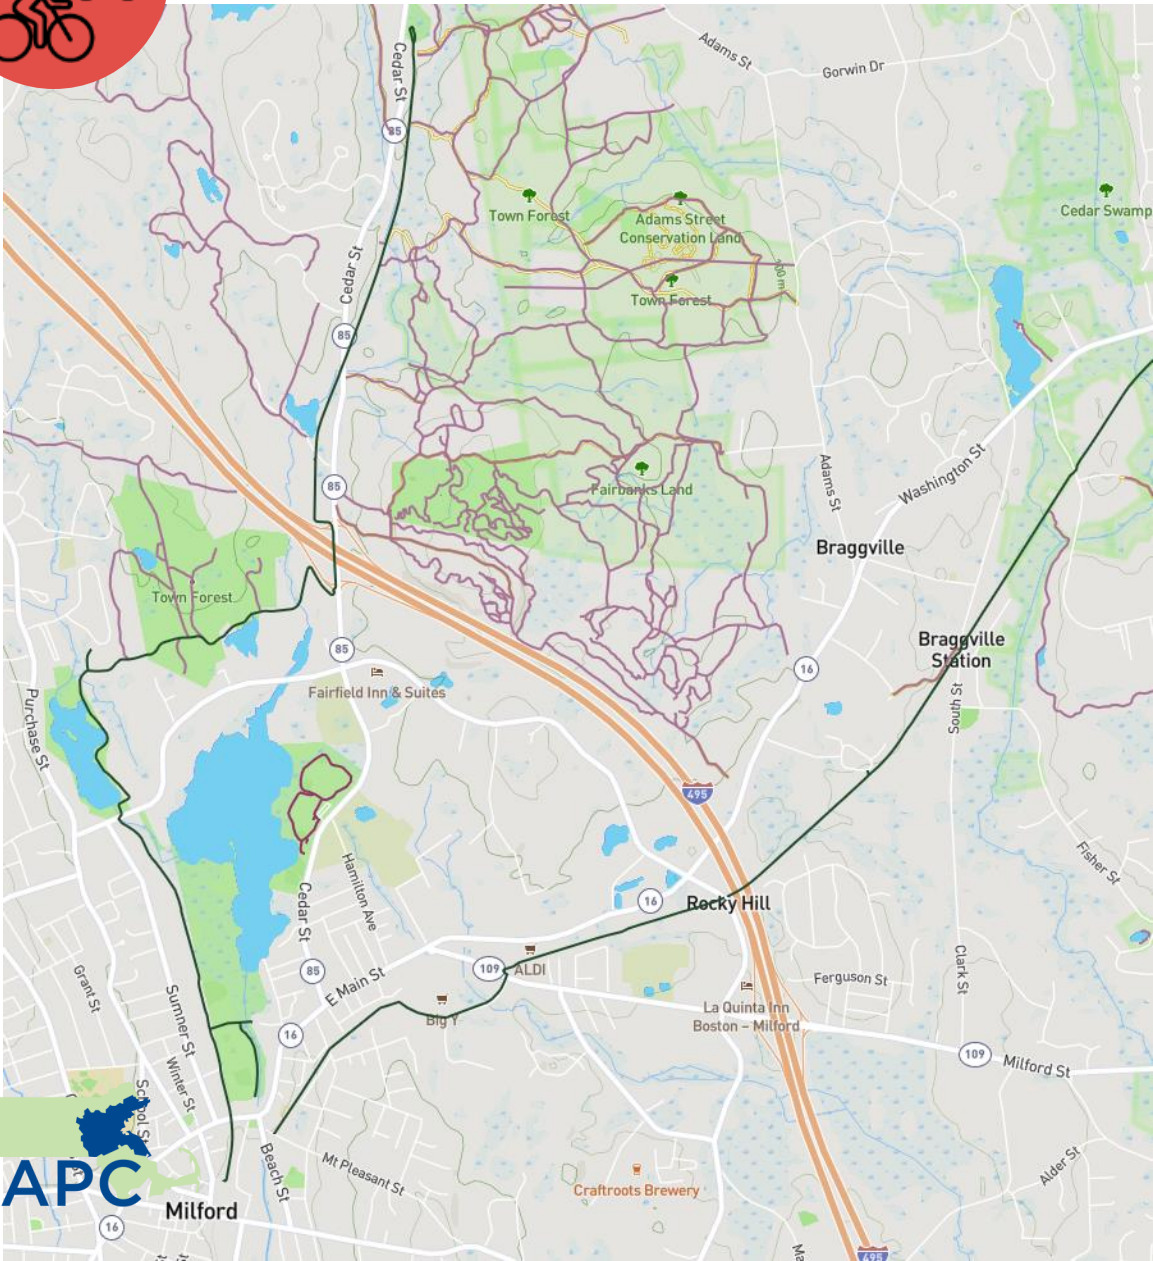 Adams St
Gorwin Dr
Cedar St
85
Cedar Swamp
Town Forest
Adams Street
Conservation Land
Cedar St
200 m
Town Forest
85
Washington St
Adams St
85
Fairbanks Land
Braggville
Town Forest
Braggville
Station
85
16
Fairfield Inn & Suites
Purchase St
South St
495
Hamilton Ave
Fisher St
Cedar St
16
Rocky Hill
109
ALDI
85
E Main St
Grant St
Sumner St
Ferguson St
Clark St
La Quinta Inn
Boston – Milford
Big Y
16
109
Milford St
Winter St
School St
Beach St
Mt Pleasant St
Alder St
APC
Craftroots Brewery
Milford
16
495